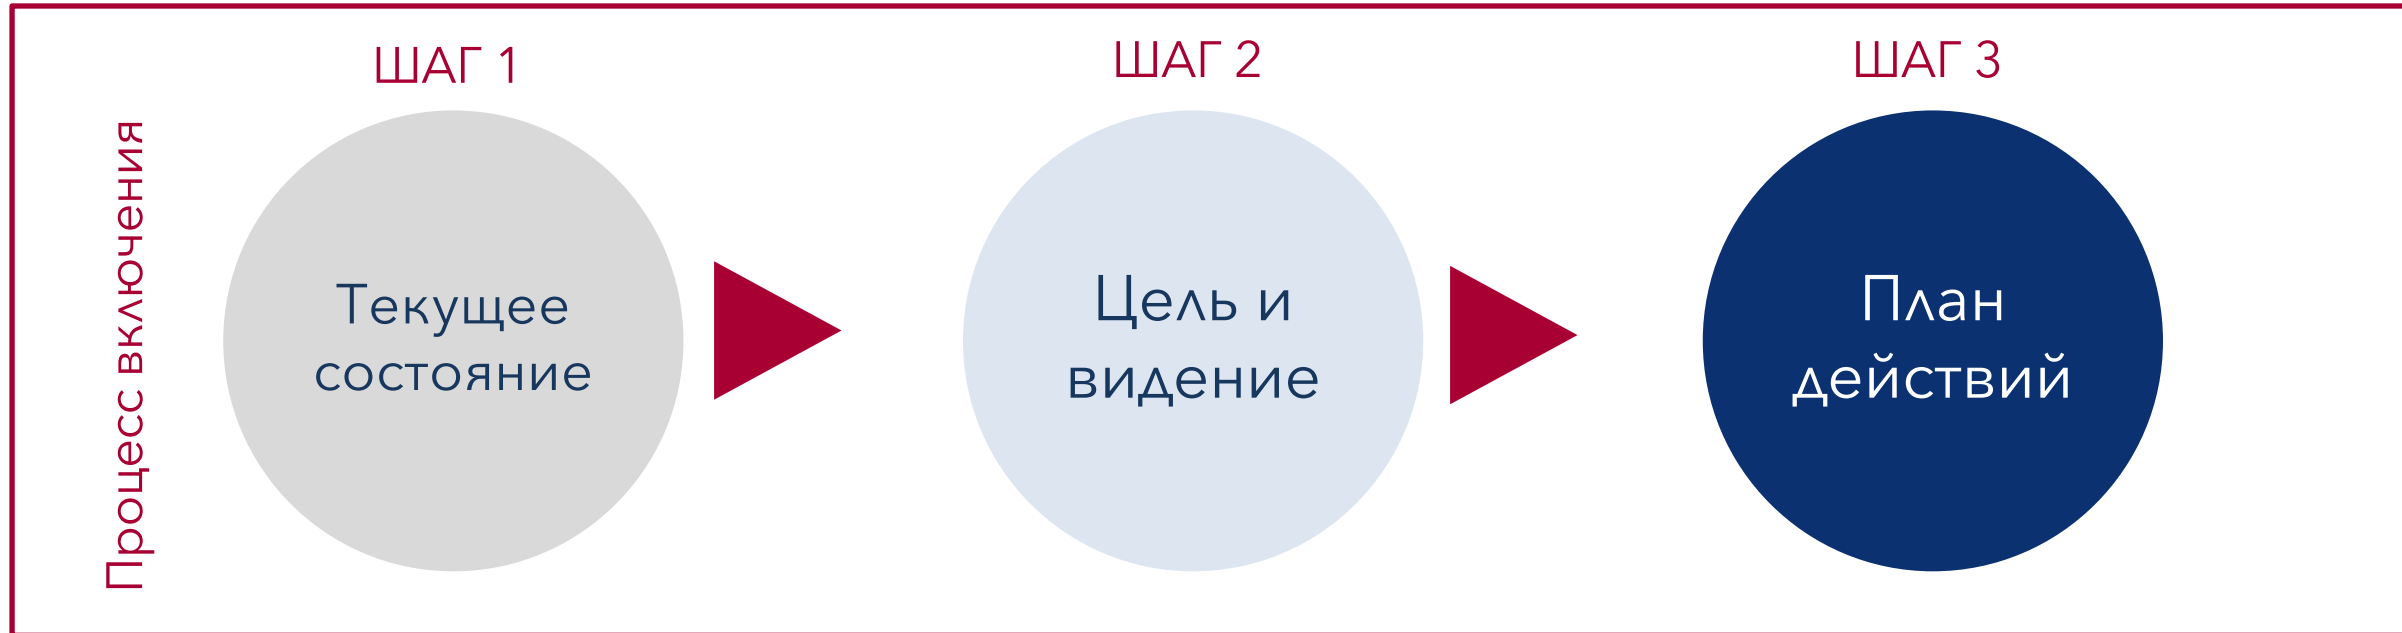 Процесс включения
ШАГ 1
Текущее
состояние
ШАГ 2
Цель и
видение
ШАГ 3
План
действий